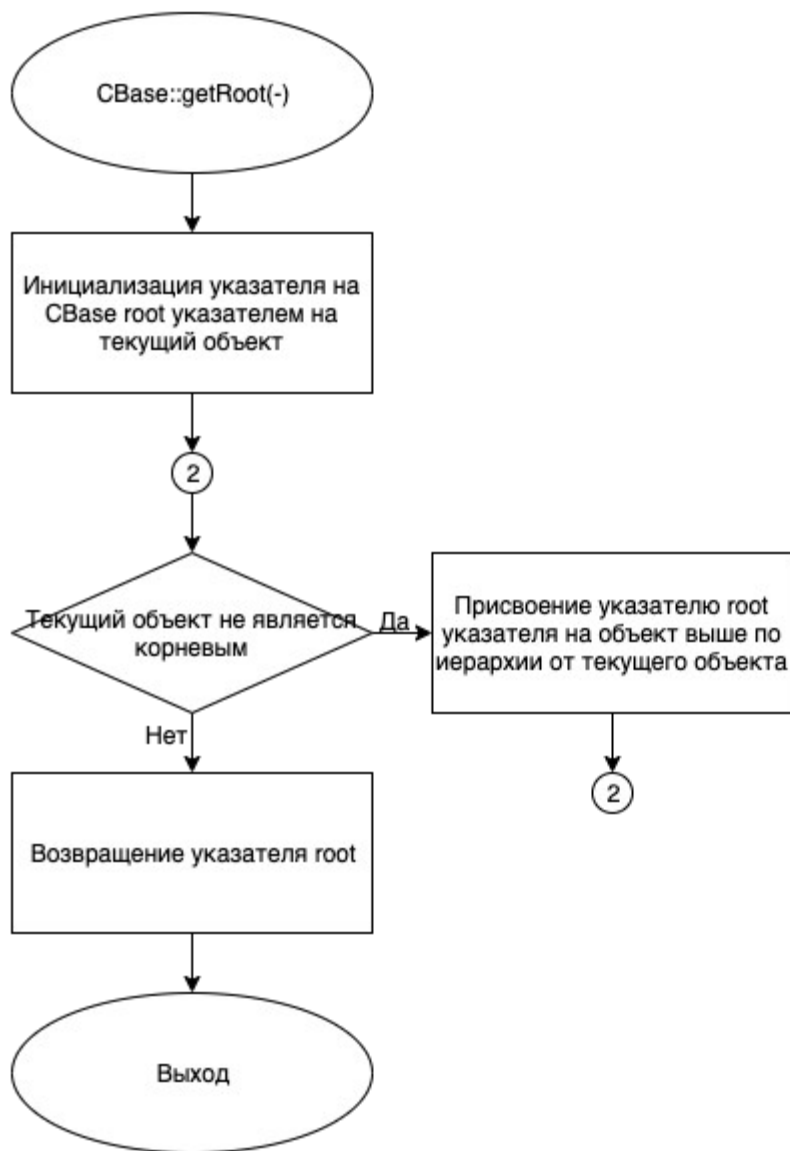 CBase::getRoot(-)
Инициализация указателя на
CBase root указателем на
текущий объект
2
Текущий объект не является
корневым
Да
Присвоение указателю root
указателя на объект выше по
иерархии от текущего объекта
2
Нет
Возвращение указателя root
Выход